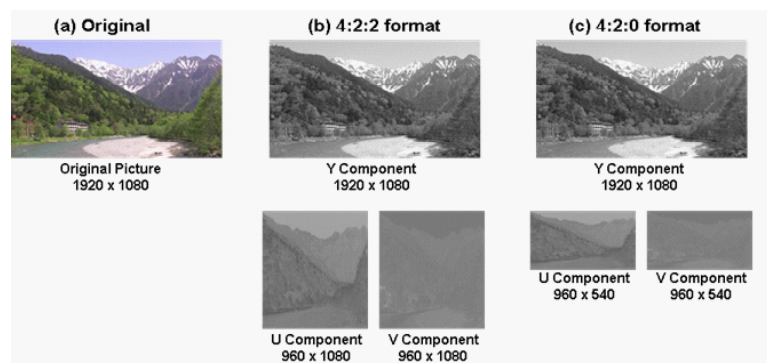 (a) Original
(b) 4:2:2 format
(c) 4:2:0 format
Original Picture
1920 x 1080
Y Component
1920 x 1080
Y Component
1920 x 1080
U Component
960 x 1080
V Component
960 x 1080
U Component
960 x 540
V Component
960 x 540